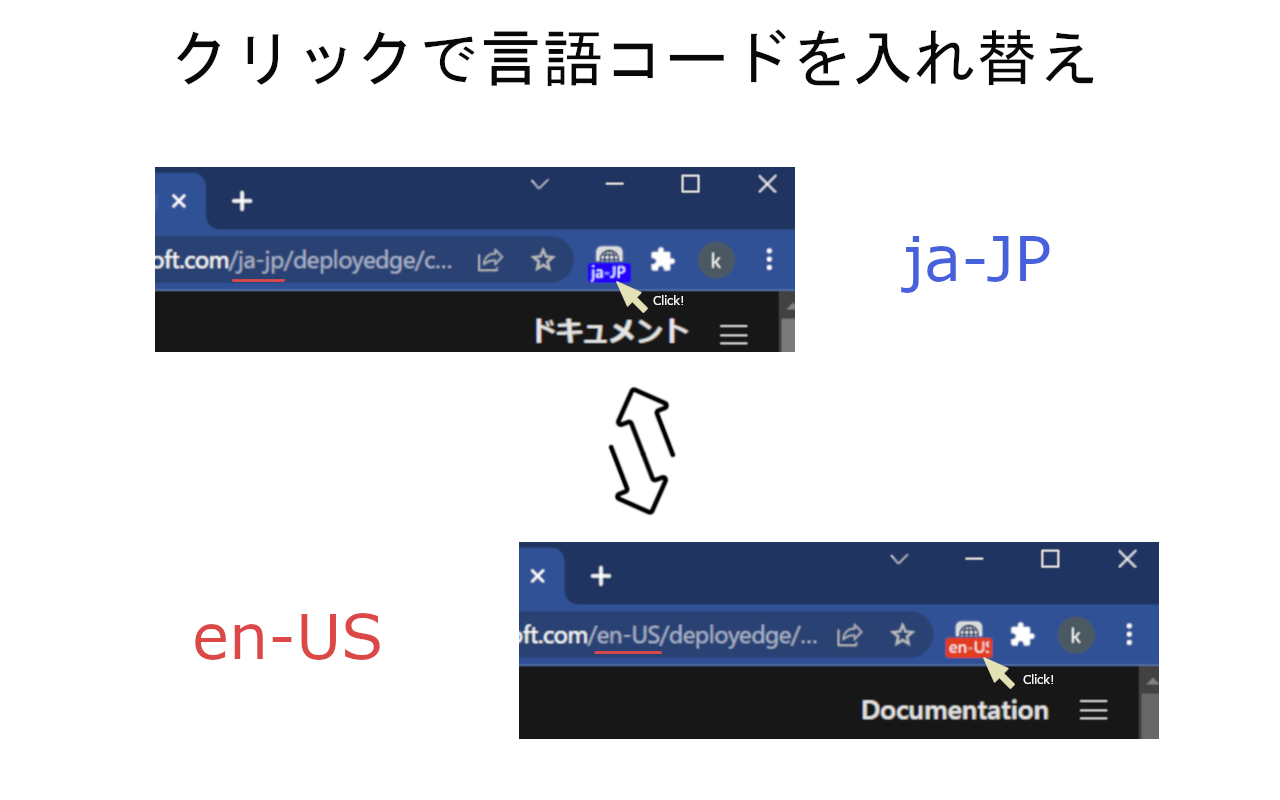 クリックで言語コードを入れ替え
oft.com/ja-jp/deployedge/c...
k
ja-JP
Click!
ドキュメント
ja-JP
en-US
oft.com/en-US/deployedge/...
k
en-US
Click!
Documentation